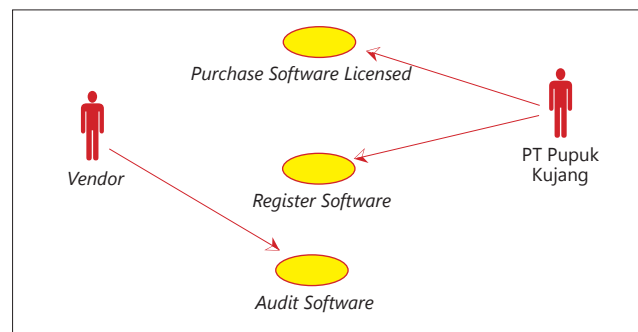 Purchase Software Licensed
Vendor
PT Pupuk
Kujang
Register Software
Audit Software